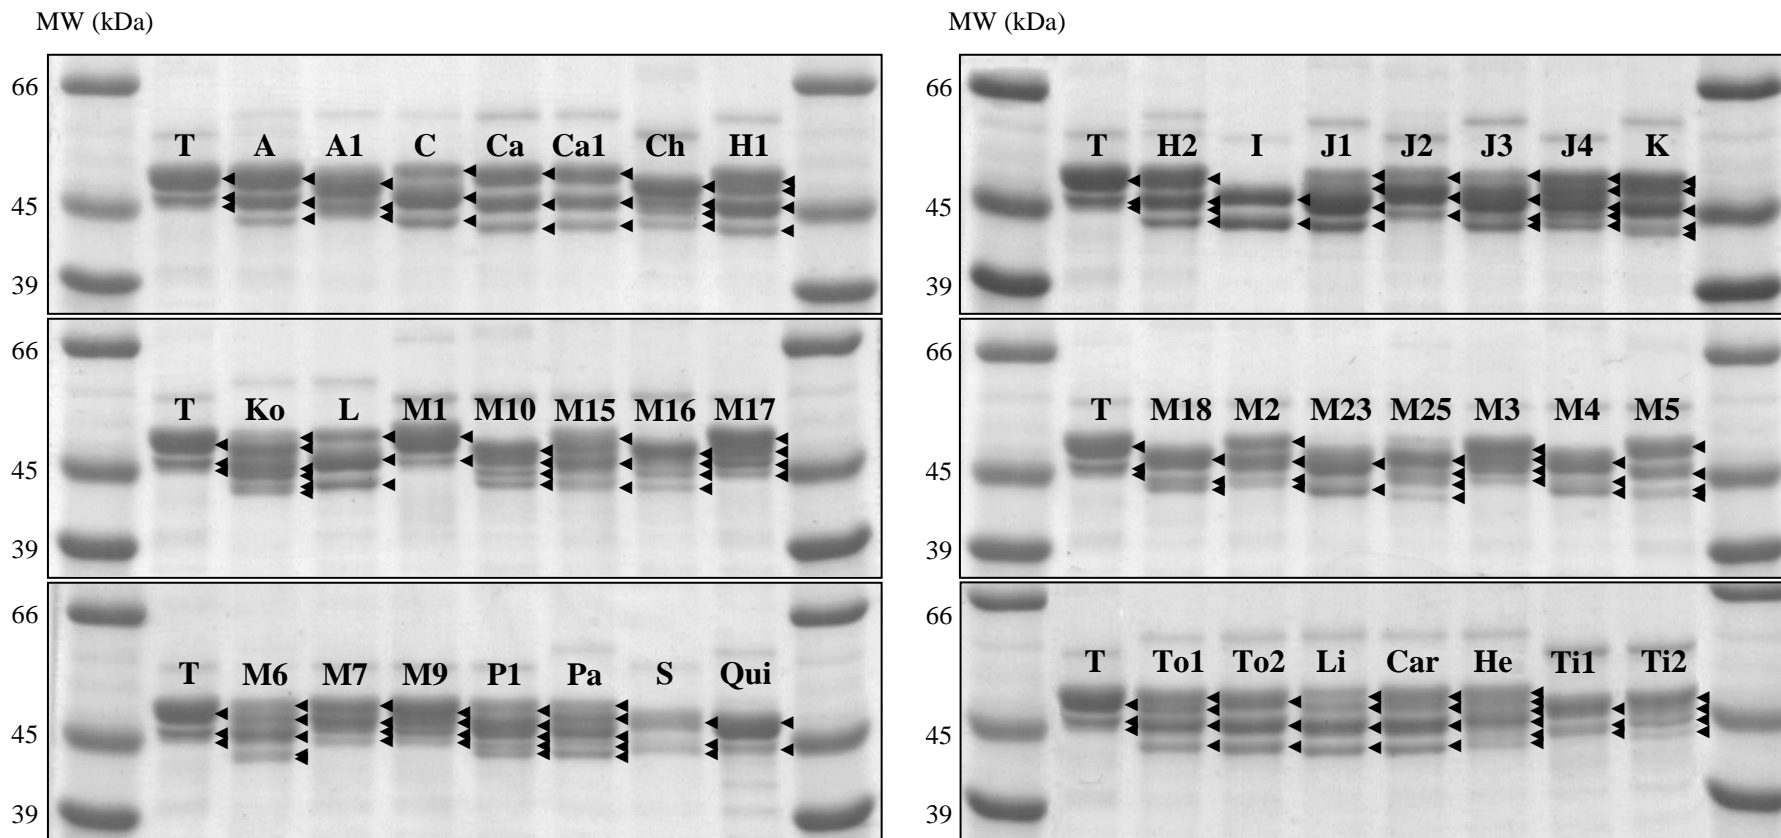 MW (kDa)
MW (kDa)
66
T A A1 C Ca Ca1 Ch H1
45
39
66
T H2 I J1 J2 J3 J4 K
45
39
66
T Ko L M1 M10 M15 M16 M17
45
39
66
T M18 M2 M23 M25 M3 M4 M5
45
39
66
T M6 M7 M9 P1 Pa S Qui
45
39
66
T To1 To2 Li Car He Ti1 Ti2
45
39